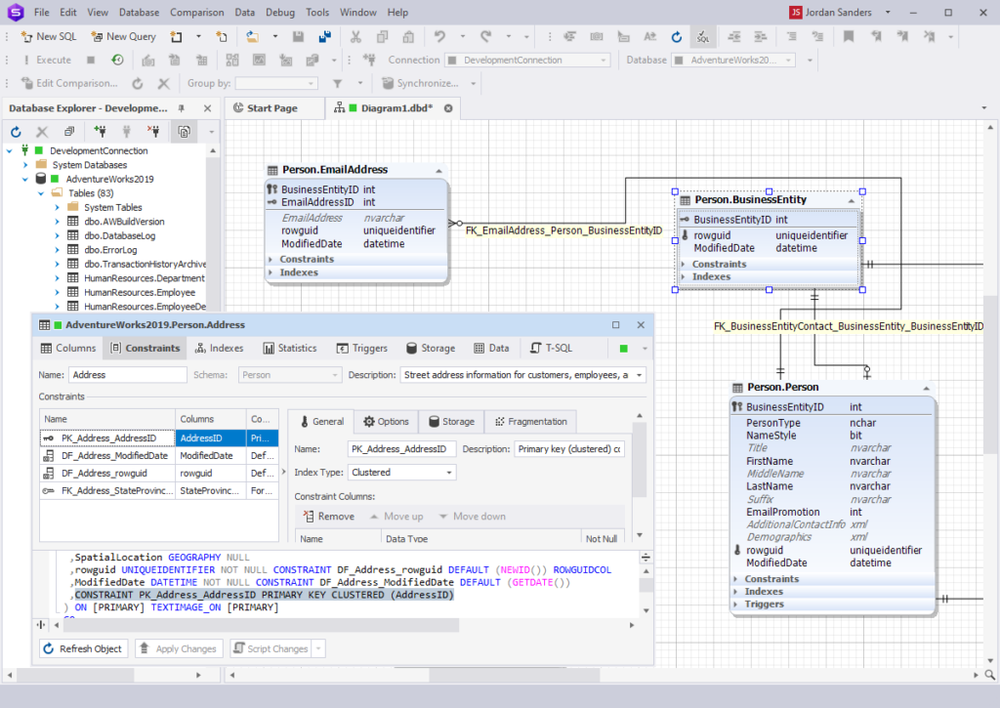 File Edit View Database Comparison Data Debug Tools Window Help
JS Jordan Sanders
New SQL New Query
SQL
Execute Connection DevelopmentConnection Database AdventureWorks20...
Edit Comparison... Group by: Synchronize...
Database Explorer - Developme...
Start Page
Diagram1.dbd*
DevelopmentConnection
System Databases
AdventureWorks2019
Tables (83)
System Tables
dbo.AWBuildVersion
dbo.DatabaseLog
dbo.ErrorLog
dbo.TransactionHistoryArchive
HumanResources.Department
HumanResources.Employee
HumanResources.EmployeeDe
Person.EmailAddress
BusinessEntityID int
EmailAddressID int
EmailAddress nvarchar
rowguid uniqueidentifier
ModifiedDate datetime
Constraints
Indexes
FK_EmailAddress_Person_BusinessEntityID
Person.BusinessEntity
BusinessEntityID int
rowguid uniqueidentifier
ModifiedDate datetime
Constraints
Indexes
FK_BusinessEntityContact_BusinessEntity_BusinessEntityID
Person.Person
BusinessEntityID int
PersonType nchar
NameStyle bit
Title nvarchar
FirstName nvarchar
MiddleName nvarchar
LastName nvarchar
Suffix nvarchar
EmailPromotion int
AdditionalContactInfo xml
Demographics xml
rowguid uniqueidentifier
ModifiedDate datetime
Constraints
Indexes
Triggers
AdventureWorks2019.Person.Address
Columns Constraints Indexes Statistics Triggers Storage Data T-SQL
Name: Address Schema: Person Description: Street address information for customers, employees, a
Constraints
Name Columns Co...
PK_Address_AddressID AddressID Pri...
DF_Address_ModifiedDate ModifiedDate Def...
DF_Address_rowguid rowguid Def...
FK_Address_StateProvinc... StateProvinc... For...
General Options Storage Fragmentation
Name: PK_Address_AddressID Description: Primary key (clustered) cc
Index Type: Clustered
Constraint Columns:
Remove Move up Move down
Name Data Type Not Null
,SpatialLocation GEOGRAPHY NULL
,rowguid UNIQUEIDENTIFIER NOT NULL CONSTRAINT DF_Address_rowguid DEFAULT (NEWID()) ROWGUIDCOL
,ModifiedDate DATETIME NOT NULL CONSTRAINT DF_Address_ModifiedDate DEFAULT (GETDATE())
,CONSTRAINT PK_Address_AddressID PRIMARY KEY CLUSTERED (AddressID)
) ON [PRIMARY] TEXTIMAGE_ON [PRIMARY]
GO
Refresh Object Apply Changes Script Changes